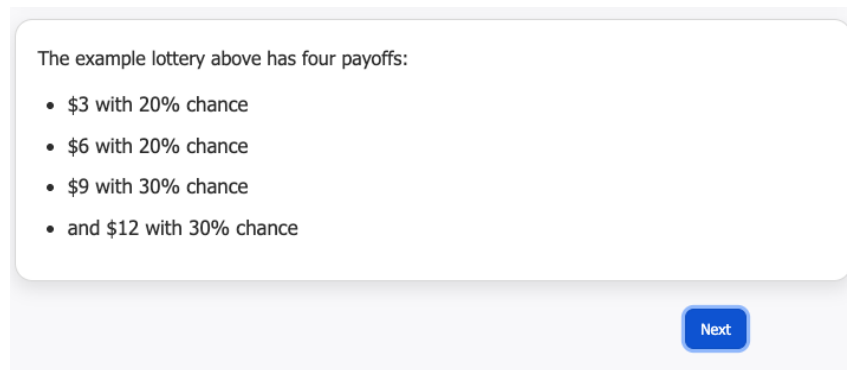 The example lottery above has four payoffs:
• $3 with 20% chance
• $6 with 20% chance
• $9 with 30% chance
• and $12 with 30% chance
Next